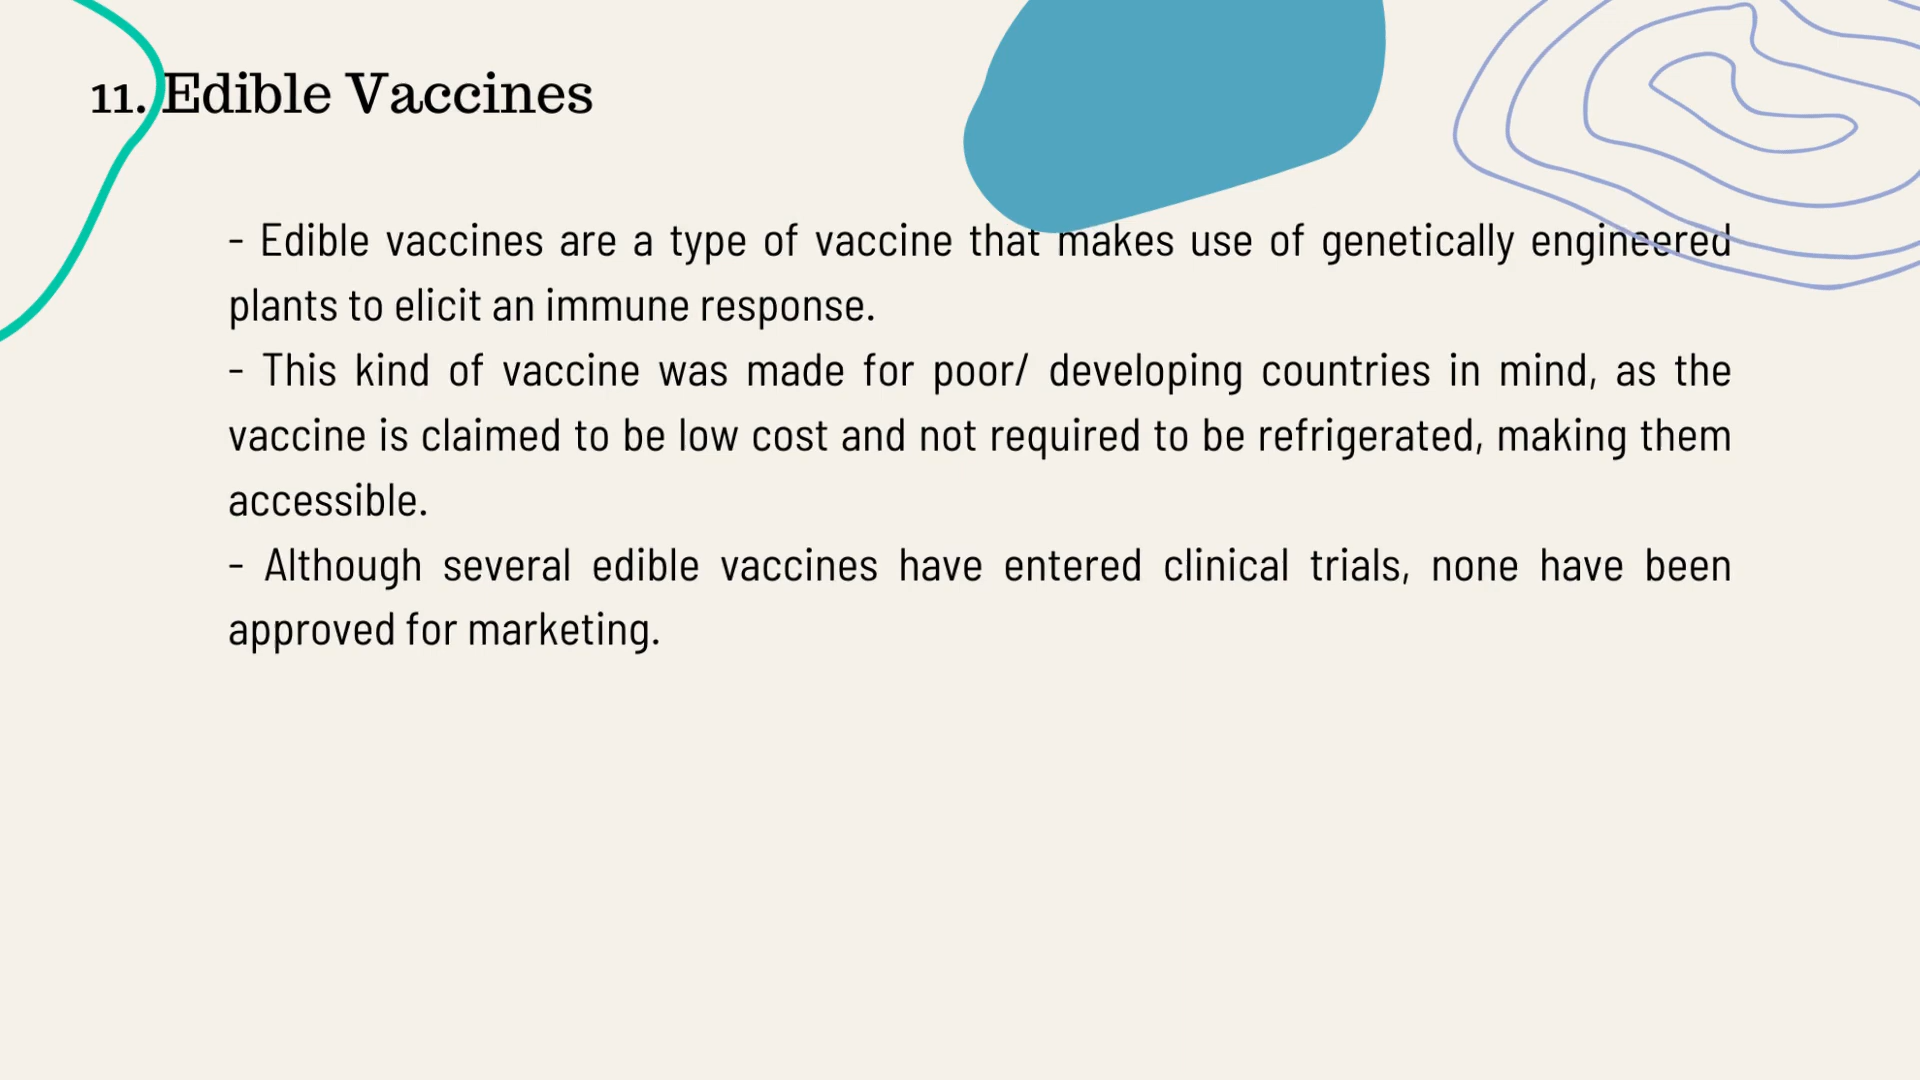 11. Edible Vaccines
- Edible vaccines are a type of vaccine that makes use of genetically engineered
plants to elicit an immune response.
- This kind of vaccine was made for poor/ developing countries in mind, as the
vaccine is claimed to be low cost and not required to be refrigerated, making them
accessible.
- Although several edible vaccines have entered clinical trials, none have been
approved for marketing.